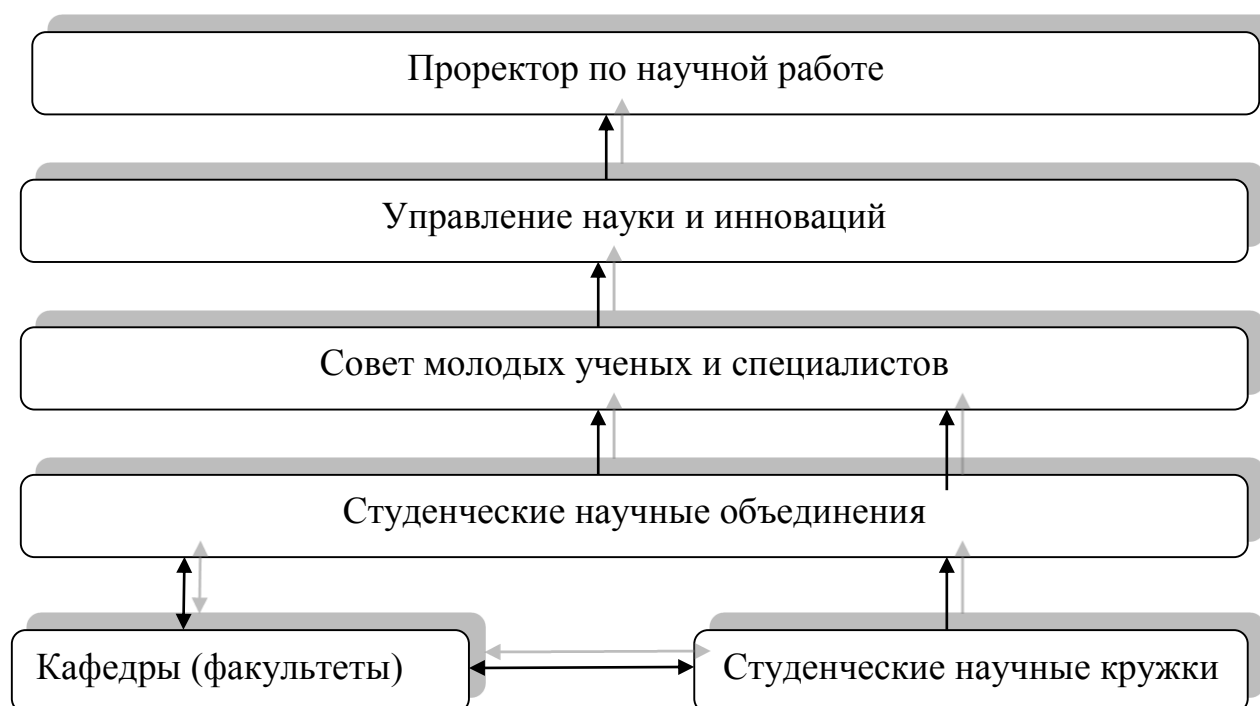 Проректор по научной работе
Управление науки и инноваций
Совет молодых ученых и специалистов
Студенческие научные объединения
Кафедры (факультеты)
Студенческие научные кружки